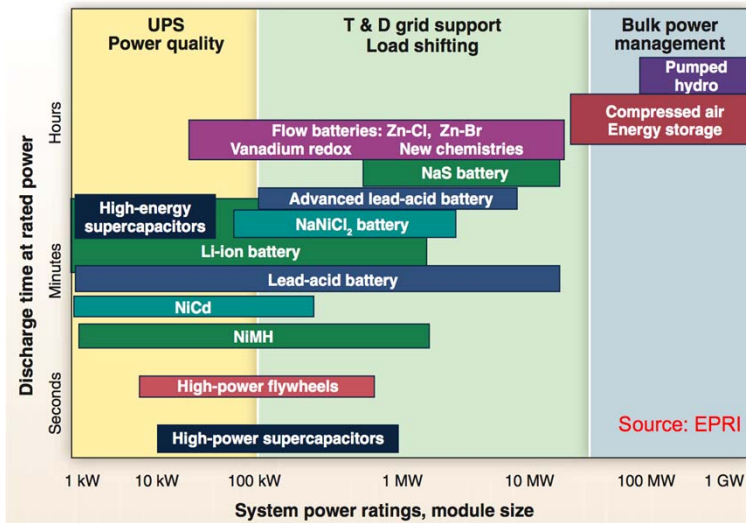 UPS
Power quality
T & D grid support
Load shifting
Bulk power
management
Pumped
hydro
Compressed air
Energy storage
Flow batteries: Zn-Cl, Zn-Br
Vanadium redox New chemistries
NaS battery
Advanced lead-acid battery
High-energy
supercapacitors
NaNiCl₂ battery
Li-ion battery
Lead-acid battery
NiCd
NiMH
High-power flywheels
High-power supercapacitors
Source: EPRI
Discharge time at rated power
Hours
Minutes
Seconds
1 kW 10 kW 100 kW 1 MW 10 MW 100 MW 1 GW
System power ratings, module size